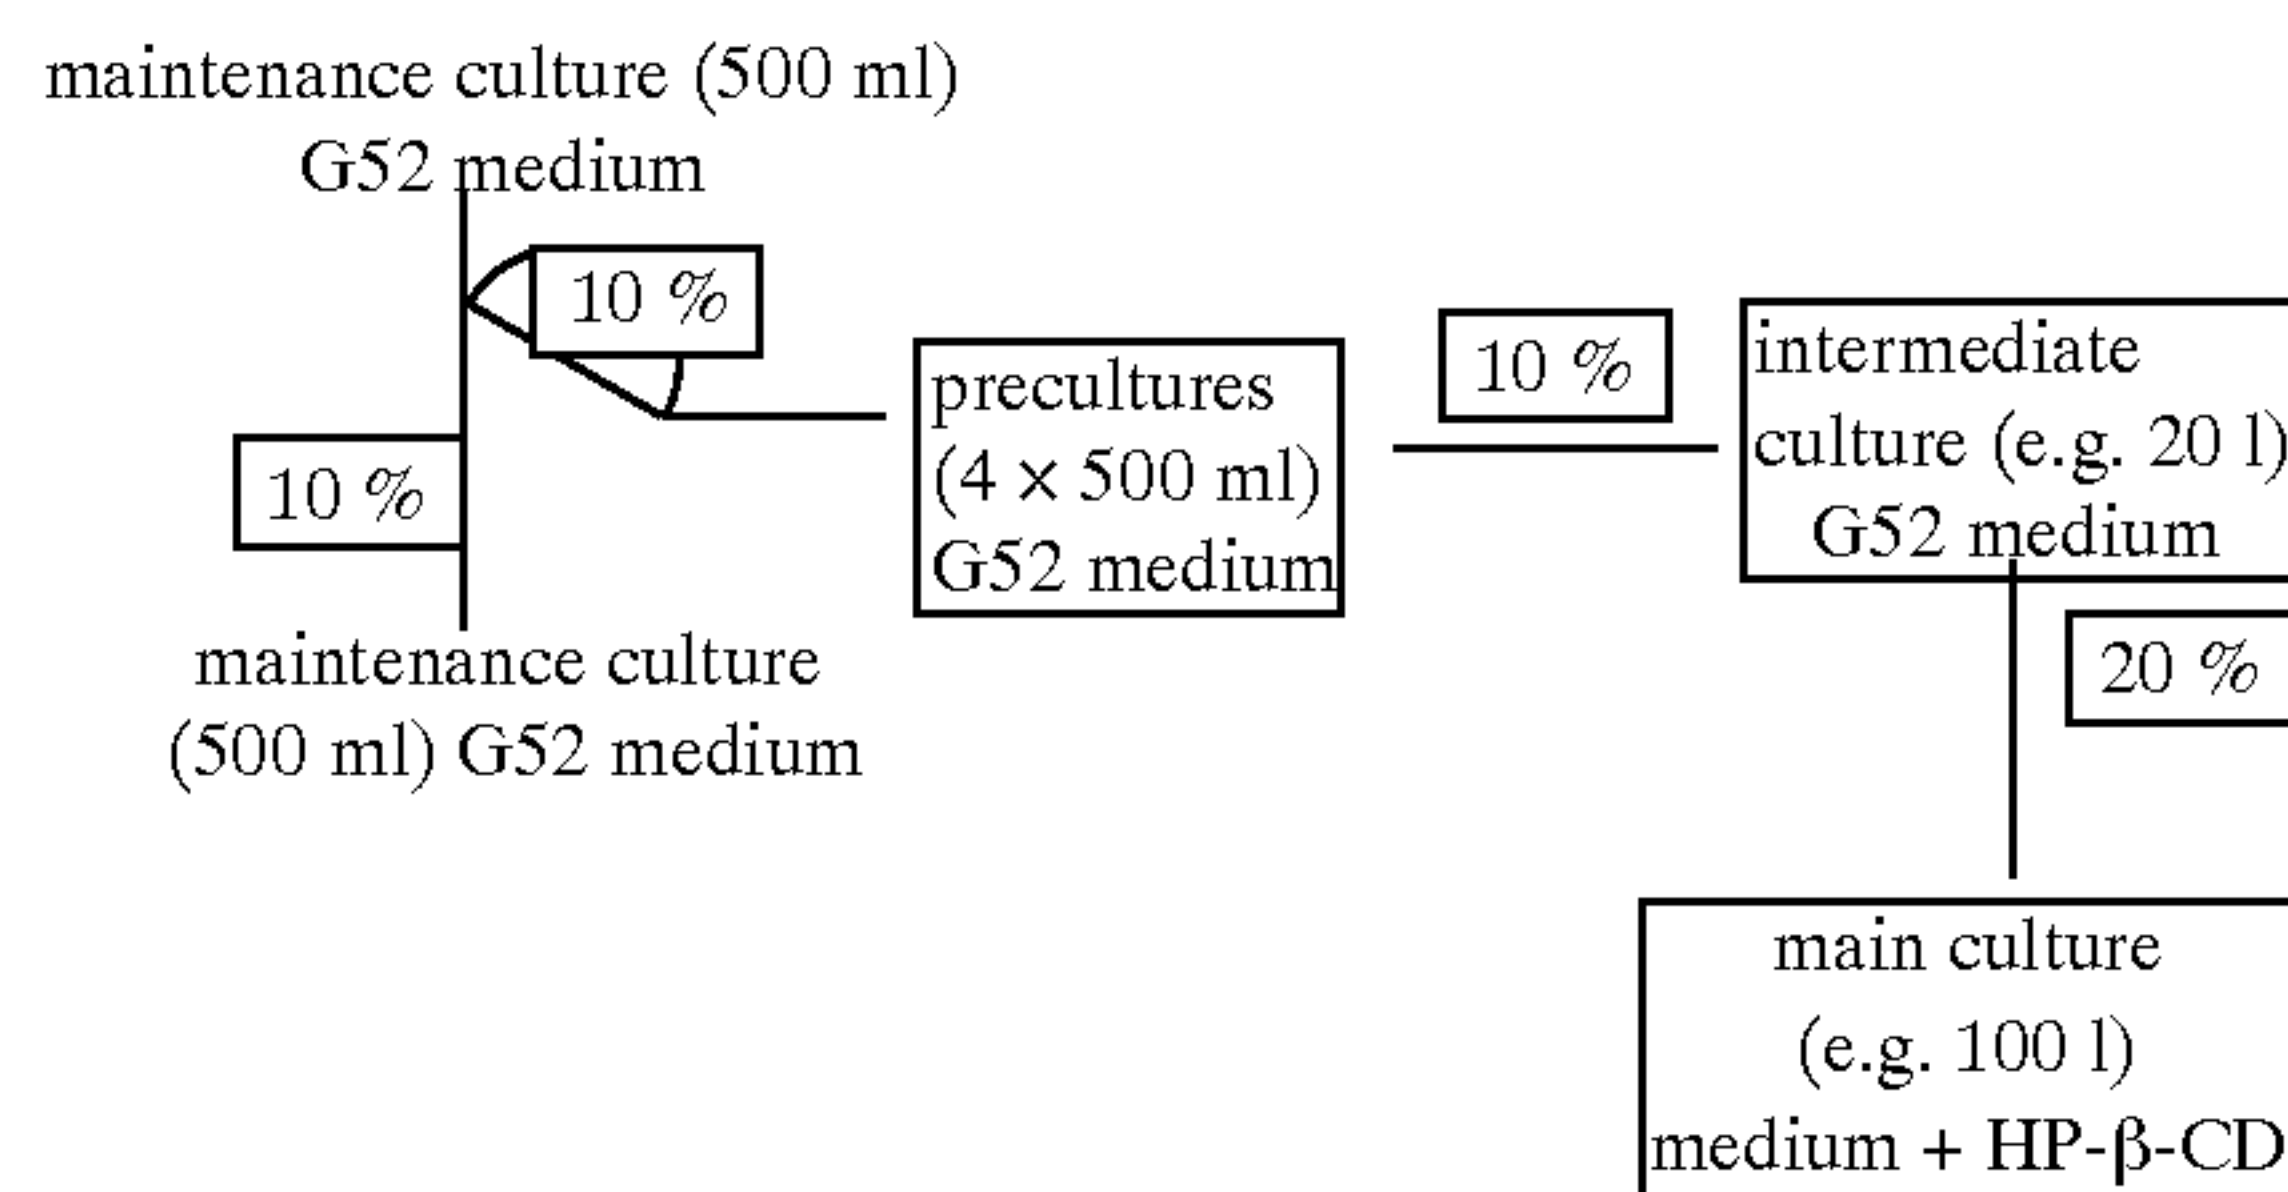 maintenance culture (500 ml)
G52 medium
10 %
10 %
maintenance culture
(500 ml) G52 medium
precultures
(4 × 500 ml)
G52 medium
10 %
intermediate
culture (e.g. 20 l)
G52 medium
20 %
main culture
(e.g. 100 l)
medium + HP-β-CD